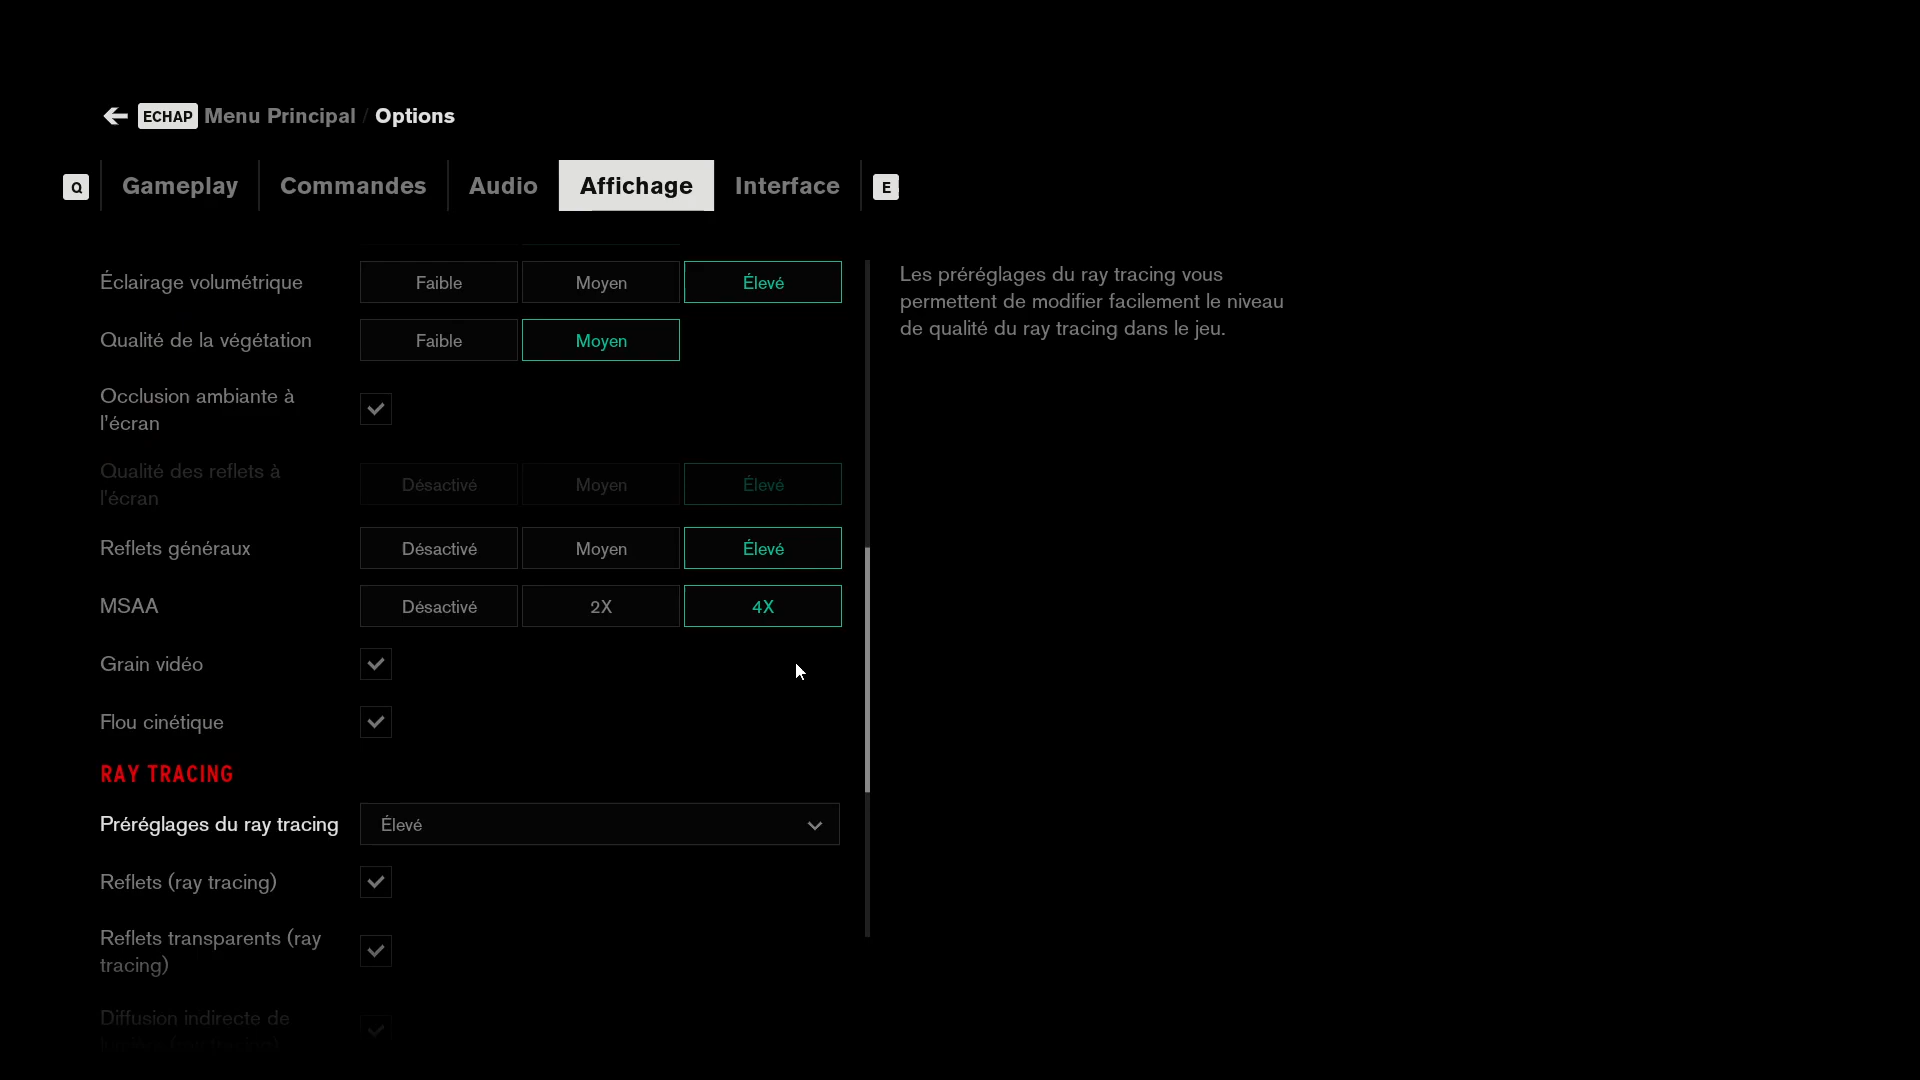 ECHAP Menu Principal / Options
Q Gameplay Commandes Audio Affichage Interface E
Éclairage volumétrique Faible Moyen Élevé
Qualité de la végétation Faible Moyen
Occlusion ambiante à
l'écran
Qualité des reflets à
l'écran
Désactivé Moyen Élevé
Reflets généraux Désactivé Moyen Élevé
MSAA Désactivé 2X 4X
Grain vidéo
Flou cinétique
RAY TRACING
Préréglages du ray tracing Élevé
Reflets (ray tracing)
Reflets transparents (ray
tracing)
Diffusion indirecte de
Les préréglages du ray tracing vous
permettent de modifier facilement le niveau
de qualité du ray tracing dans le jeu.